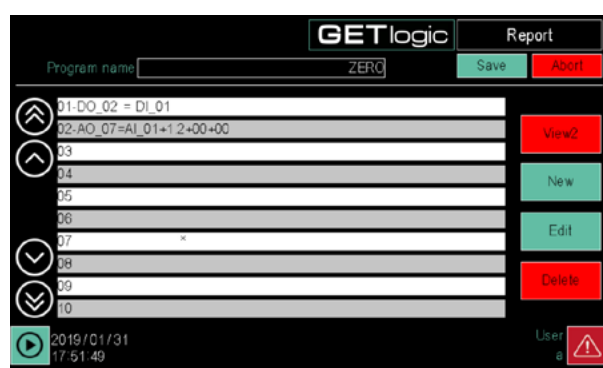 GETlogic Report
Program name ZERO Save Abort
01-DO_02 = DI_01
02-AO_07=AI_01+1 2+00+00
View2
03
04
New
05
06
Edit
07 ×
08
09
Delete
10
2019/01/31
17:51:49
User
a